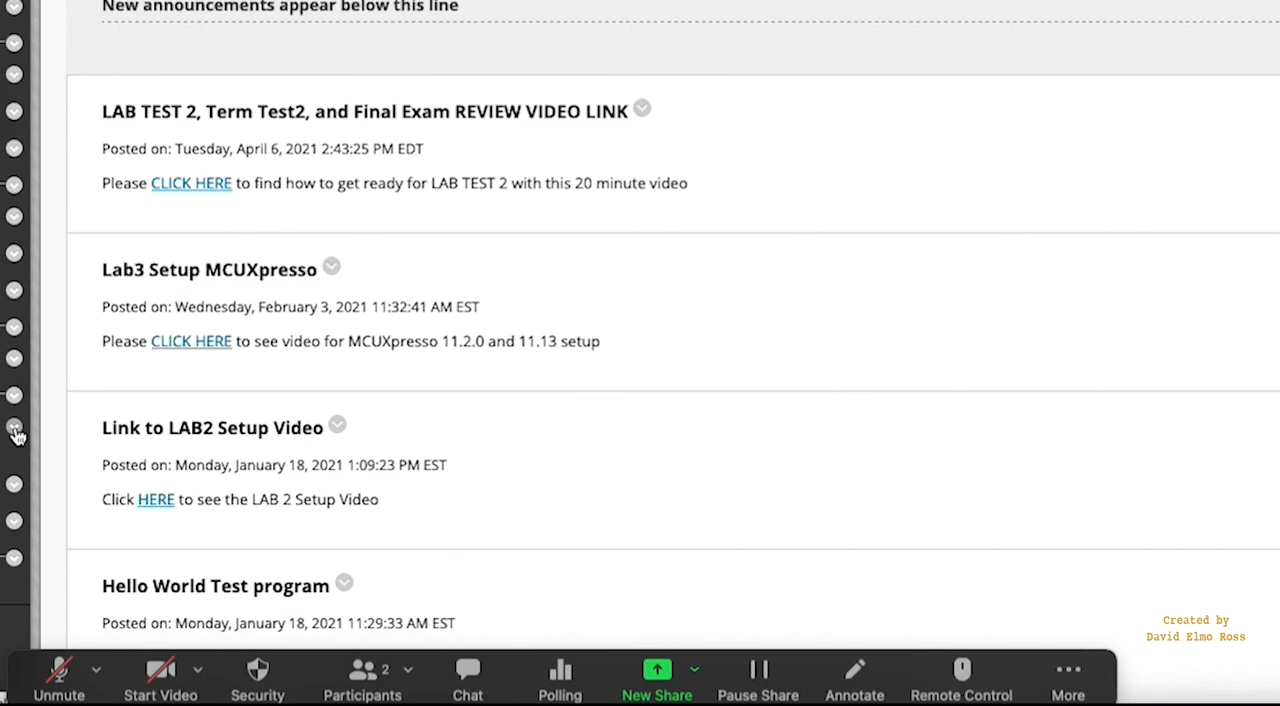 New announcements appear below this line
LAB TEST 2, Term Test2, and Final Exam REVIEW VIDEO LINK
Posted on: Tuesday, April 6, 2021 2:43:25 PM EDT
Please CLICK HERE to find how to get ready for LAB TEST 2 with this 20 minute video
Lab3 Setup MCUXpresso
Posted on: Wednesday, February 3, 2021 11:32:41 AM EST
Please CLICK HERE to see video for MCUXpresso 11.2.0 and 11.13 setup
Link to LAB2 Setup Video
Posted on: Monday, January 18, 2021 1:09:23 PM EST
Click HERE to see the LAB 2 Setup Video
Hello World Test program
Posted on: Monday, January 18, 2021 11:29:33 AM EST
Created by
David Elmo Ross
2
Unmute Start Video Security Participants Chat Polling New Share Pause Share Annotate Remote Control More